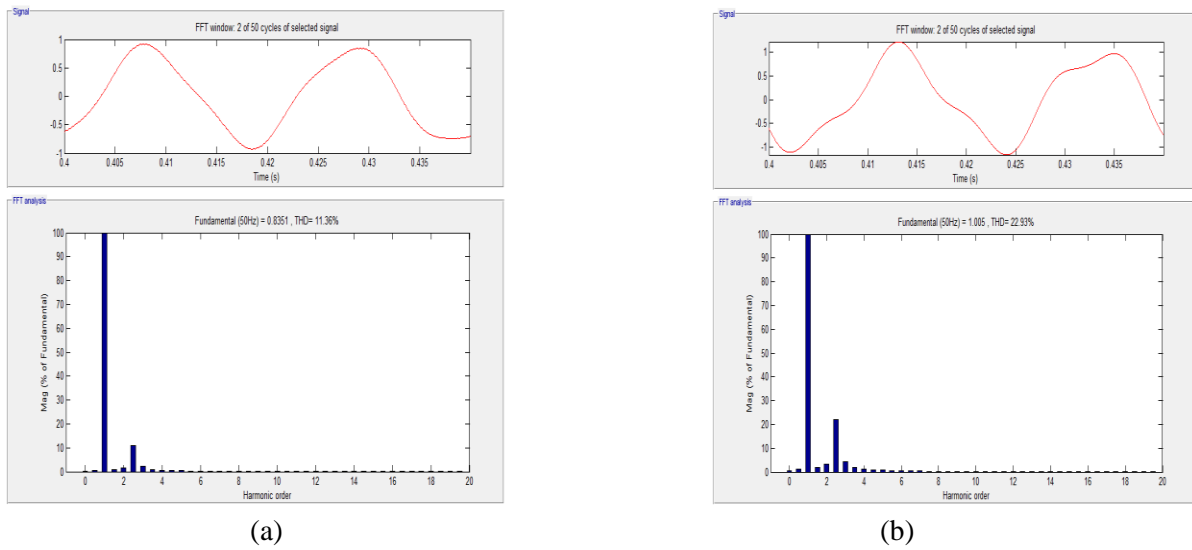 Signal
FFT window: 2 of 50 cycles of selected signal
1
0.5
0
-0.5
-1
0.4 0.405 0.41 0.415 0.42 0.425 0.43 0.435
Time (s)
FFT analysis
Fundamental (50Hz) = 0.8351 , THD= 11.36%
100
90
80
70
60
50
40
30
20
10
0
Mag (% of Fundamental)
0 2 4 6 8 10 12 14 16 18 20
Harmonic order
(a)
Signal
FFT window: 2 of 50 cycles of selected signal
1
0.5
0
-0.5
-1
0.4 0.405 0.41 0.415 0.42 0.425 0.43 0.435
Time (s)
FFT analysis
Fundamental (50Hz) = 1.005 , THD= 22.93%
100
90
80
70
60
50
40
30
20
10
0
Mag (% of Fundamental)
0 2 4 6 8 10 12 14 16 18 20
Harmonic order
(b)